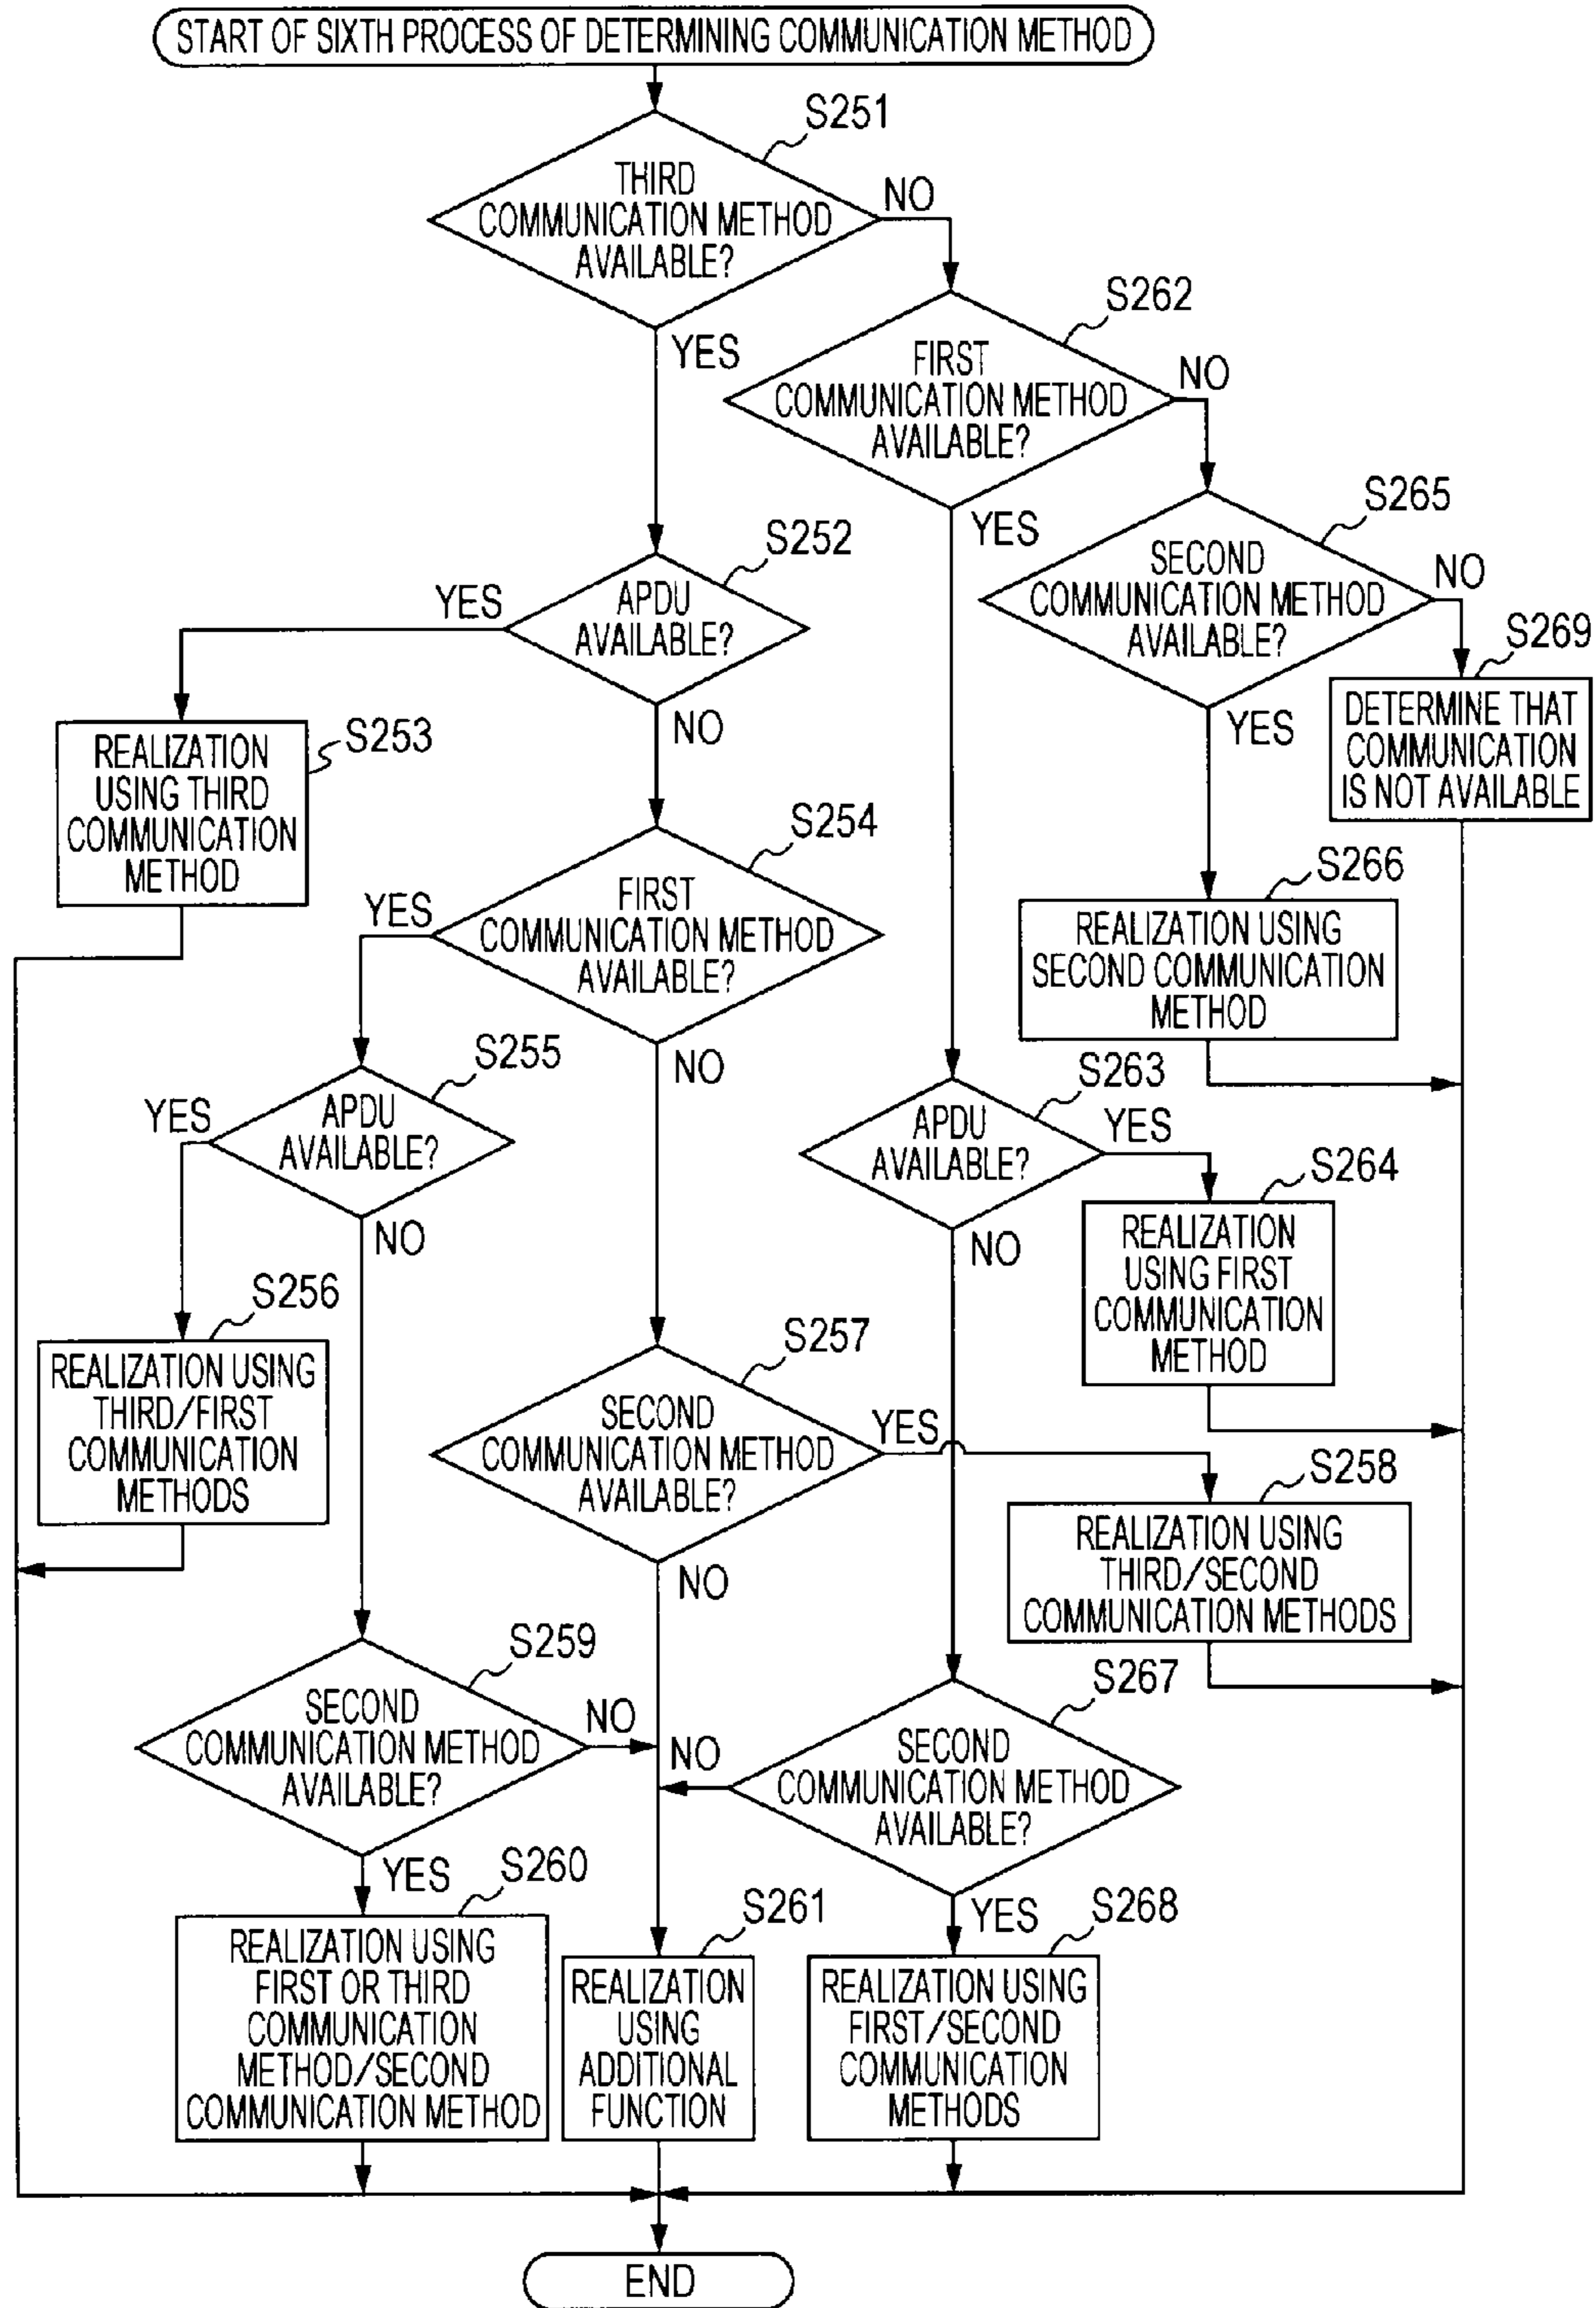 START OF SIXTH PROCESS OF DETERMINING COMMUNICATION METHOD
S251
THIRD
COMMUNICATION METHOD
AVAILABLE?
NO
YES
S262
FIRST
COMMUNICATION METHOD
AVAILABLE?
NO
YES
S265
SECOND
COMMUNICATION METHOD
AVAILABLE?
NO
YES
S269
DETERMINE THAT
COMMUNICATION
IS NOT AVAILABLE
S252
APDU
AVAILABLE?
YES
NO
S253
REALIZATION
USING THIRD
COMMUNICATION
METHOD
S254
FIRST
COMMUNICATION METHOD
AVAILABLE?
YES
NO
S266
REALIZATION USING
SECOND COMMUNICATION
METHOD
S255
APDU
AVAILABLE?
YES
NO
S263
APDU
AVAILABLE?
YES
NO
S264
REALIZATION
USING FIRST
COMMUNICATION
METHOD
S256
REALIZATION USING
THIRD/FIRST
COMMUNICATION
METHODS
S257
SECOND
COMMUNICATION METHOD
AVAILABLE?
YES
NO
S258
REALIZATION USING
THIRD/SECOND
COMMUNICATION METHODS
S259
SECOND
COMMUNICATION METHOD
AVAILABLE?
NO
YES
S267
SECOND
COMMUNICATION METHOD
AVAILABLE?
NO
YES
S260
REALIZATION USING
FIRST OR THIRD
COMMUNICATION
METHOD/SECOND
COMMUNICATION METHOD
S261
REALIZATION
USING
ADDITIONAL
FUNCTION
S268
REALIZATION USING
FIRST/SECOND
COMMUNICATION
METHODS
END